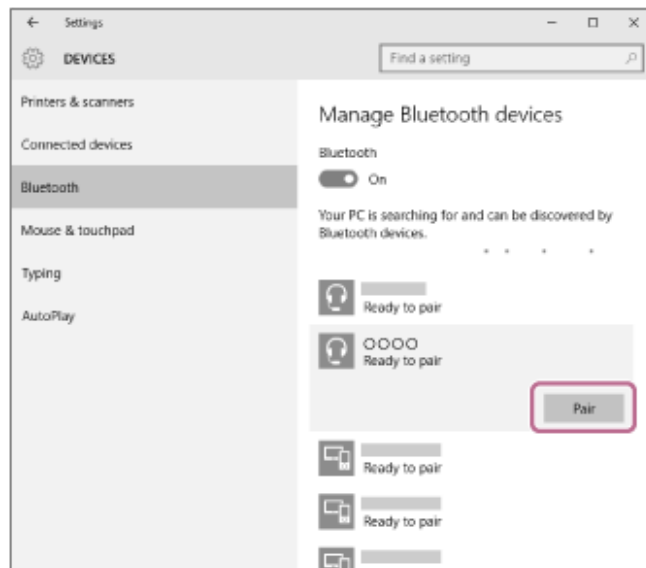 Settings
DEVICES
Find a setting
Printers & scanners
Connected devices
Bluetooth
Mouse & touchpad
Typing
AutoPlay
Manage Bluetooth devices
Bluetooth
On
Your PC is searching for and can be discovered by
Bluetooth devices.
Ready to pair
OOOO
Ready to pair
Pair
Ready to pair
Ready to pair